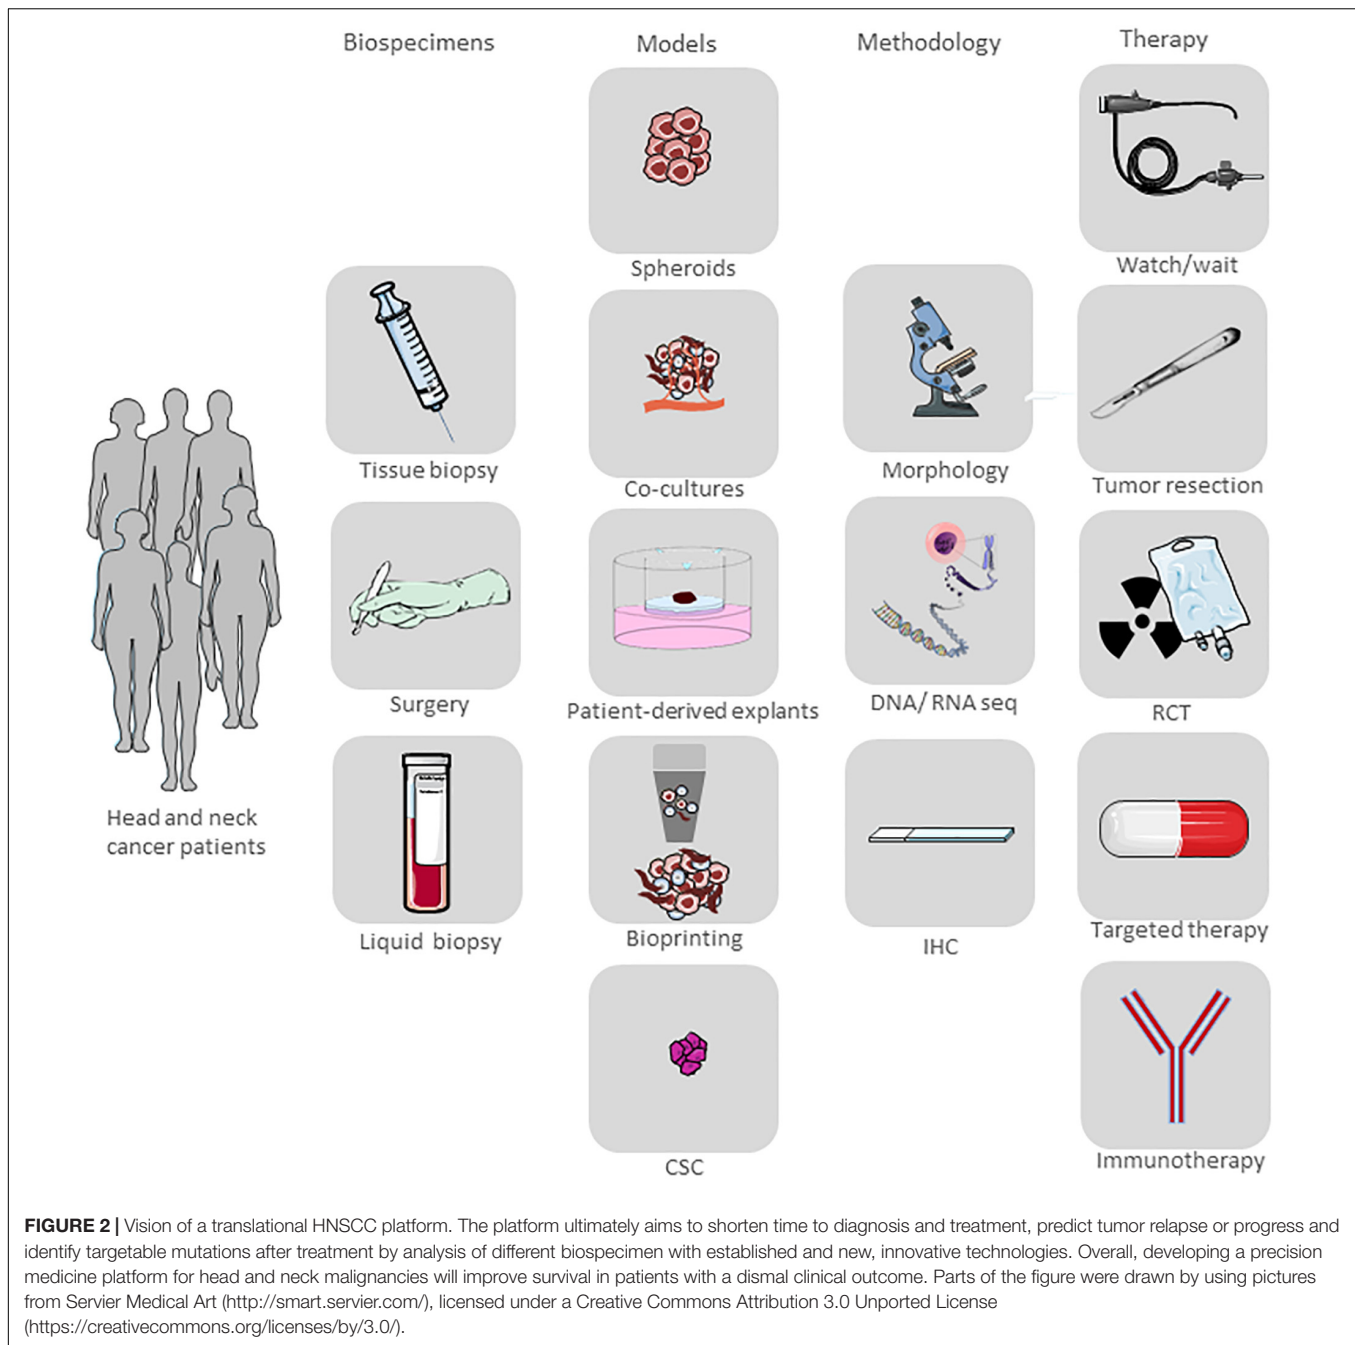 Biospecimens
Models
Methodology
Therapy
Spheroids
Watch/wait
Tissue biopsy
Co-cultures
Morphology
Tumor resection
Surgery
Patient-derived explants
DNA/ RNA seq
RCT
Head and neck
cancer patients
Liquid biopsy
Bioprinting
IHC
Targeted therapy
CSC
Immunotherapy
FIGURE 2 | Vision of a translational HNSCC platform. The platform ultimately aims to shorten time to diagnosis and treatment, predict tumor relapse or progress and
identify targetable mutations after treatment by analysis of different biospecimen with established and new, innovative technologies. Overall, developing a precision
medicine platform for head and neck malignancies will improve survival in patients with a dismal clinical outcome. Parts of the figure were drawn by using pictures
from Servier Medical Art (http://smart.servier.com/), licensed under a Creative Commons Attribution 3.0 Unported License
(https://creativecommons.org/licenses/by/3.0/).